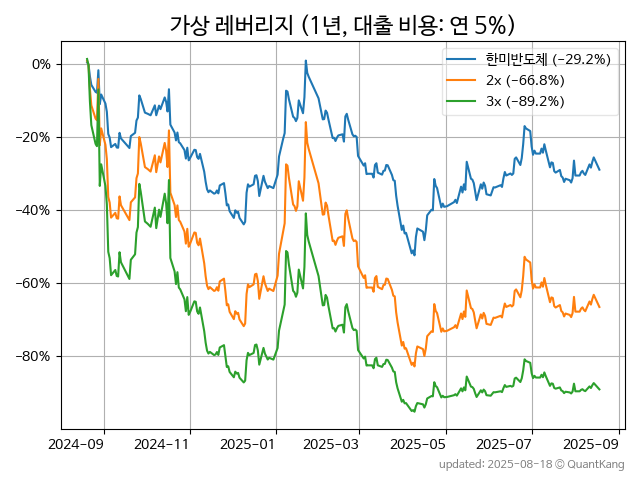 가상 레버리지 (1년, 대출 비용: 연 5%)
한미반도체 (−29.2%)
2x (−66.8%)
3x (−89.2%)
0%
−20%
−40%
−60%
−80%
2024-09 2024-11 2025-01 2025-03 2025-05 2025-07 2025-09
updated: 2025-08-18 © QuantKang